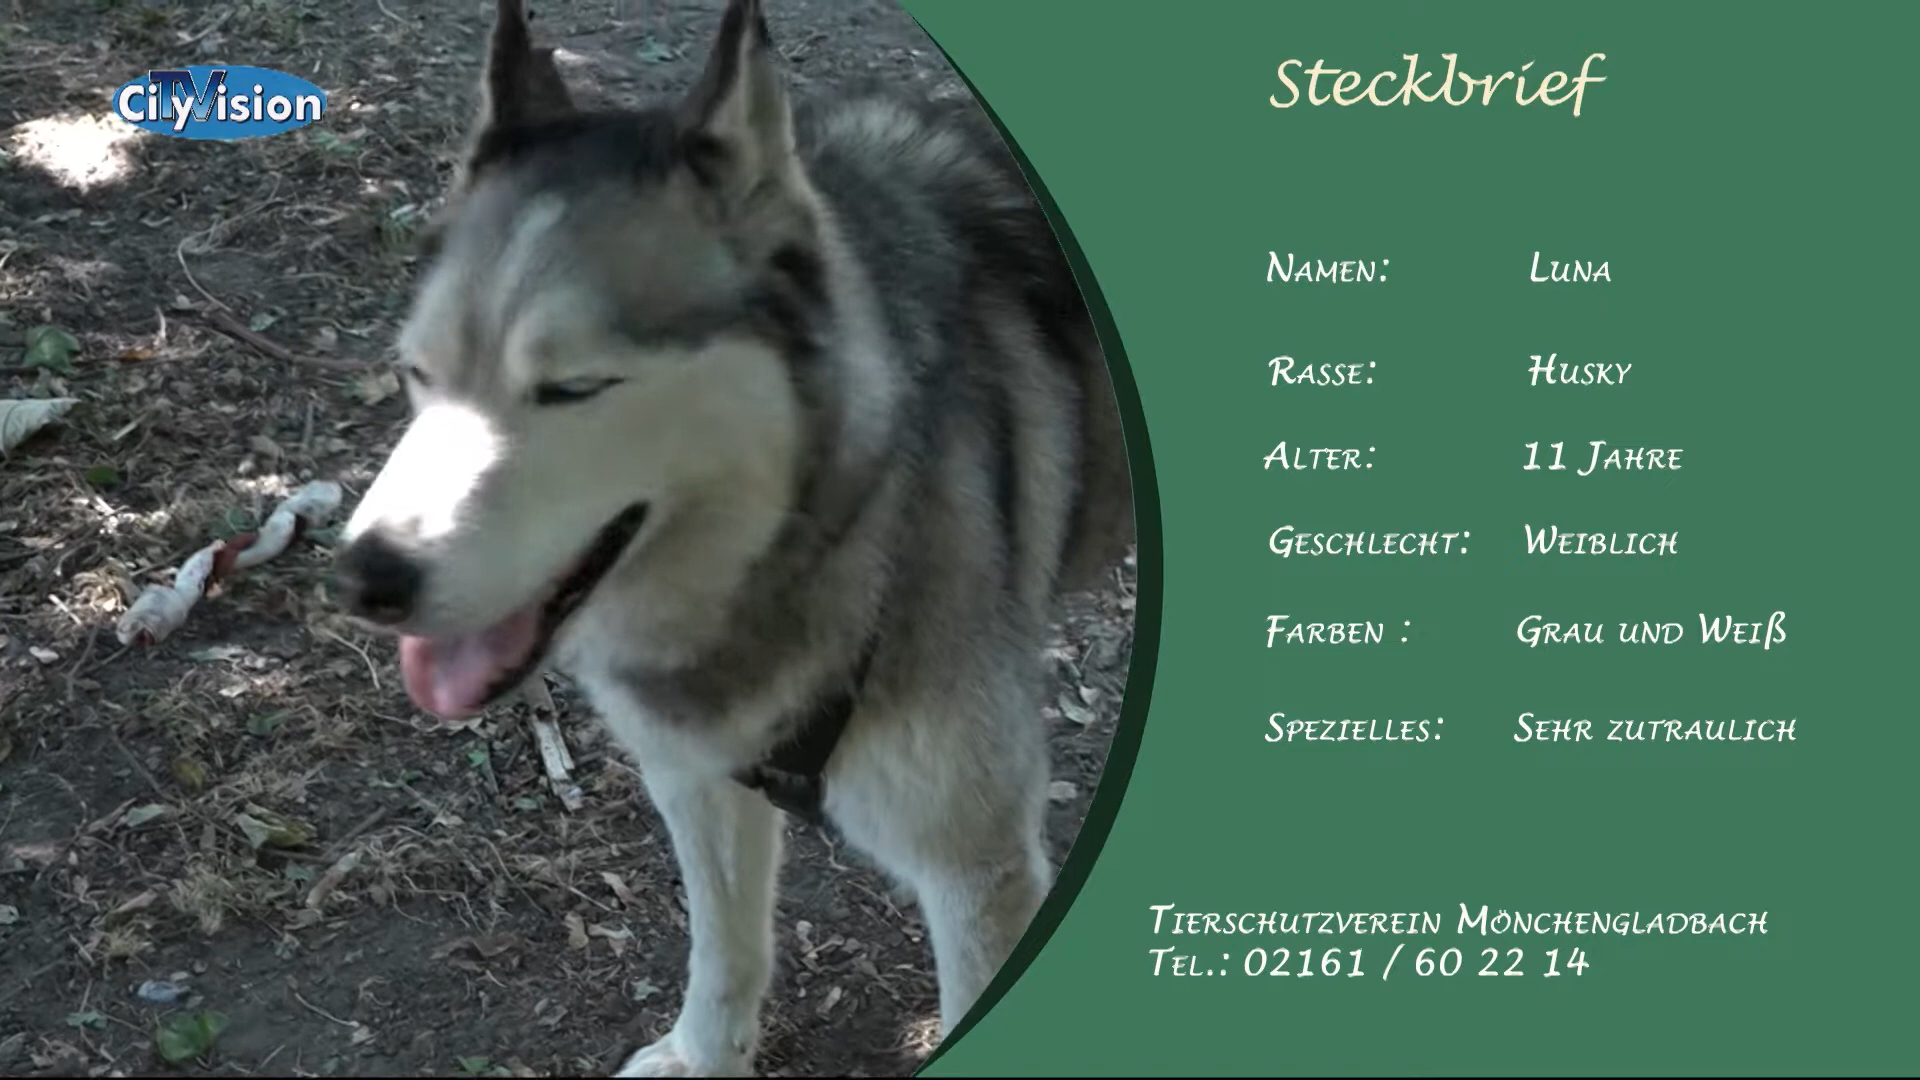 CityVision
TV
Steckbrief
Namen: Luna
Rasse: Husky
Alter: 11 Jahre
Geschlecht: Weiblich
Farben : Grau und Weiß
Spezielles: Sehr zutraulich
Tierschutzverein Mönchengladbach
Tel.: 02161 / 60 22 14